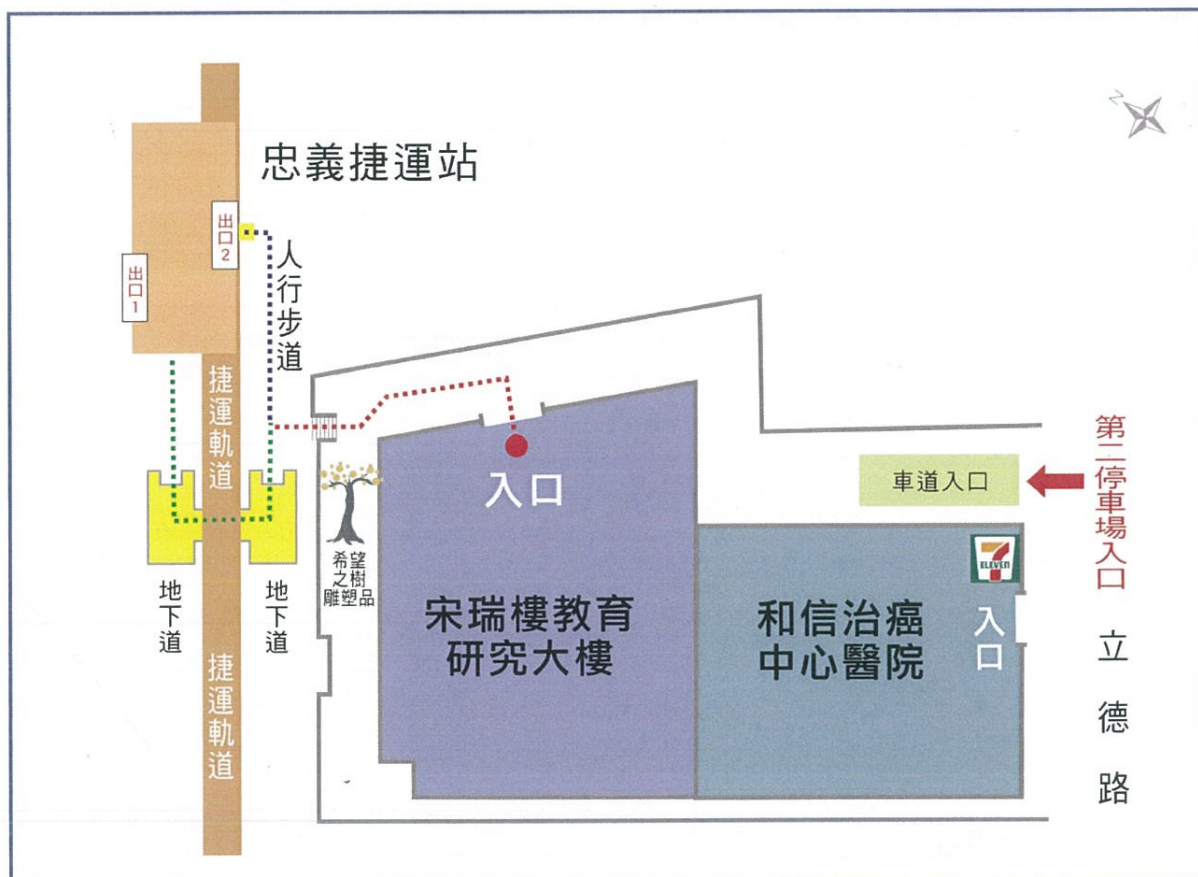 N
忠義捷運站
出口2
出口1
人行步道
捷運軌道
第二停車場入口
車道入口
入口
希望
之樹
雕塑品
7
ELEVEN
地下道
地下道
宋瑞樓教育
研究大樓
和信治癌
中心醫院
入口
立德路
捷運軌道